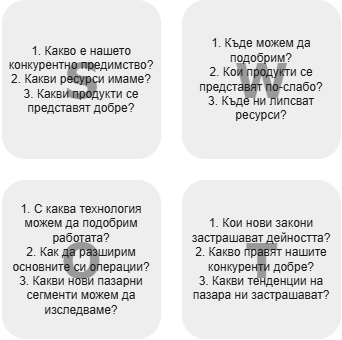 S
1. Какво е нашето
конкурентно предимство?
2. Какви ресурси имаме?
3. Какви продукти се
представят добре?
W
1. Къде можем да
подобрим?
2. Кои продукти се
представят по-слабо?
3. Къде ни липсват
ресурси?
O
1. С каква технология
можем да подобрим
работата?
2. Как да разширим
основните си операции?
3. Какви нови пазарни
сегменти можем да
изследваме?
T
1. Кои нови закони
застрашават дейността?
2. Какво правят нашите
конкуренти добре?
3. Какви тенденции на
пазара ни застрашават?